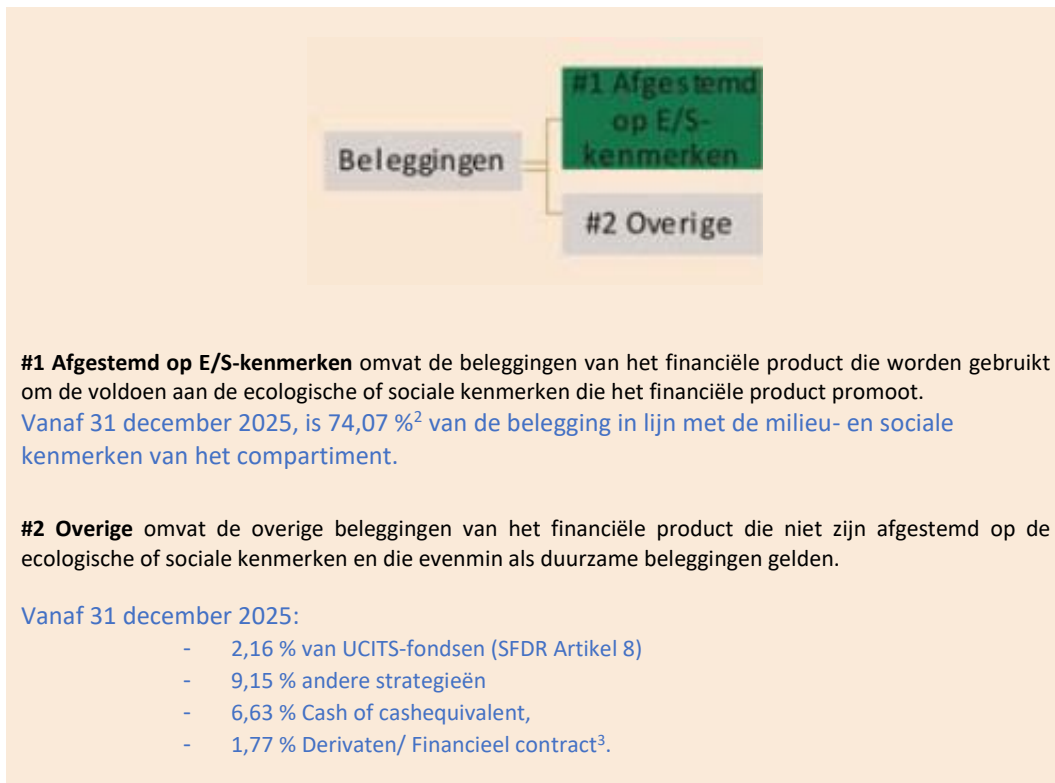 Beleggingen
#1 Afgestemd
op E/S-
kenmerken
#2 Overige
#1 Afgestemd op E/S-kenmerken omvat de beleggingen van het financiële product die worden gebruikt
om de voldoen aan de ecologische of sociale kenmerken die het financiële product promoot.
Vanaf 31 december 2025, is 74,07 %² van de belegging in lijn met de milieu- en sociale
kenmerken van het compartiment.
#2 Overige omvat de overige beleggingen van het financiële product die niet zijn afgestemd op de
ecologische of sociale kenmerken en die evenmin als duurzame beleggingen gelden.
Vanaf 31 december 2025:
- 2,16 % van UCITS-fondsen (SFDR Artikel 8)
- 9,15 % andere strategieën
- 6,63 % Cash of cashequivalent,
- 1,77 % Derivaten/ Financieel contract³.